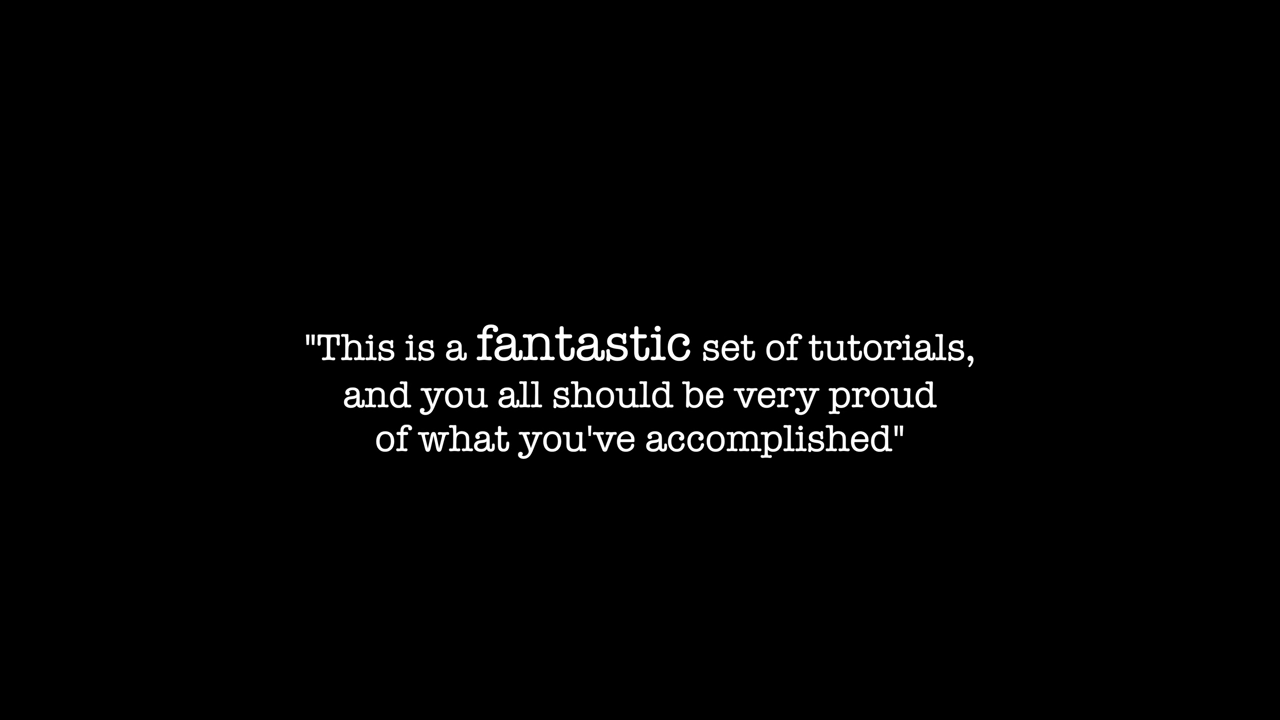 "This is a fantastic set of tutorials,
and you all should be very proud
of what you've accomplished"